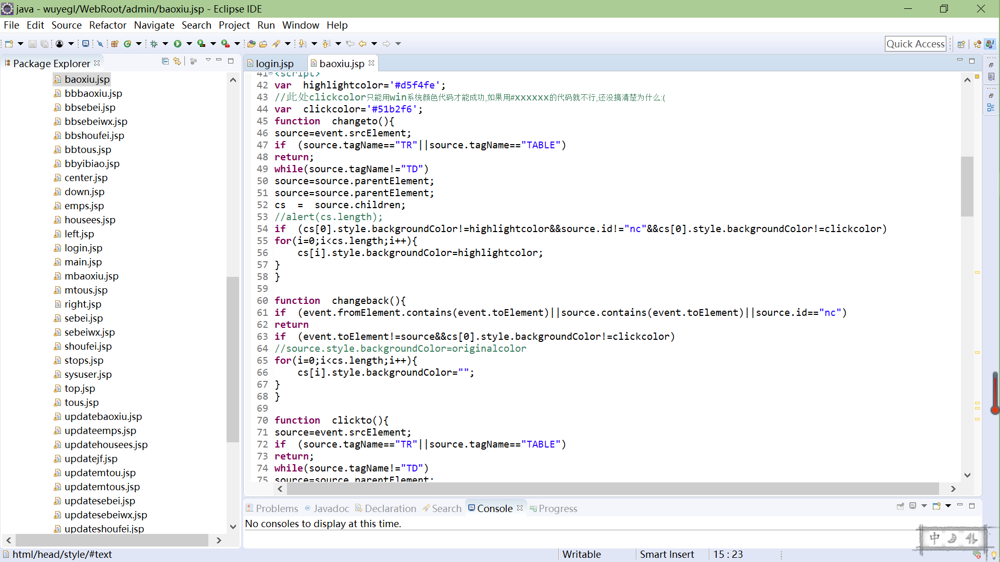 java - wuyegl/WebRoot/admin/baoxiu.jsp - Eclipse IDE
File Edit Source Refactor Navigate Search Project Run Window Help
Quick Access
Package Explorer
baoxiu.jsp
bbbaoxiu.jsp
bbsebei.jsp
bbsebeiwx.jsp
bbshoufei.jsp
bbtous.jsp
bbyibiao.jsp
center.jsp
down.jsp
emps.jsp
housees.jsp
left.jsp
login.jsp
main.jsp
mbaoxiu.jsp
mtous.jsp
right.jsp
sebei.jsp
sebeiwx.jsp
shoufei.jsp
stops.jsp
sysuser.jsp
top.jsp
tous.jsp
updatebaoxiu.jsp
updateemps.jsp
updatehousees.jsp
updatejf.jsp
updatemtou.jsp
updatemtous.jsp
updatesebei.jsp
updatesebeiwx.jsp
updateshoufei.jsp
login.jsp baoxiu.jsp
41 <script>
42 var  highlightcolor='#d5f4fe';
43 //此处clickcolor只能用win系统颜色代码才能成功,如果用#xxxxxx的代码就不行,还没搞清楚为什么:(
44 var  clickcolor='#51b2f6';
45 function  changeto(){
46 source=event.srcElement;
47 if  (source.tagName=="TR"||source.tagName=="TABLE")
48 return;
49 while(source.tagName!="TD")
50 source=source.parentElement;
51 source=source.parentElement;
52 cs  =  source.children;
53 //alert(cs.length);
54 if  (cs[0].style.backgroundColor!=highlightcolor&&source.id!="nc"&&cs[0].style.backgroundColor!=clickcolor)
55 for(i=0;i<cs.length;i++){
56     cs[i].style.backgroundColor=highlightcolor;
57 }
58 }
59
60 function  changeback(){
61 if  (event.fromElement.contains(event.toElement)||source.contains(event.toElement)||source.id=="nc")
62 return
63 if  (event.toElement!=source&&cs[0].style.backgroundColor!=clickcolor)
64 //source.style.backgroundColor=originalcolor
65 for(i=0;i<cs.length;i++){
66     cs[i].style.backgroundColor="";
67 }
68 }
69
70 function  clickto(){
71 source=event.srcElement;
72 if  (source.tagName=="TR"||source.tagName=="TABLE")
73 return;
74 while(source.tagName!="TD")
75 source=source.parentElement;
Problems Javadoc Declaration Search Console Progress
No consoles to display at this time.
中
html/head/style/#text
Writable
Smart Insert
15 : 23